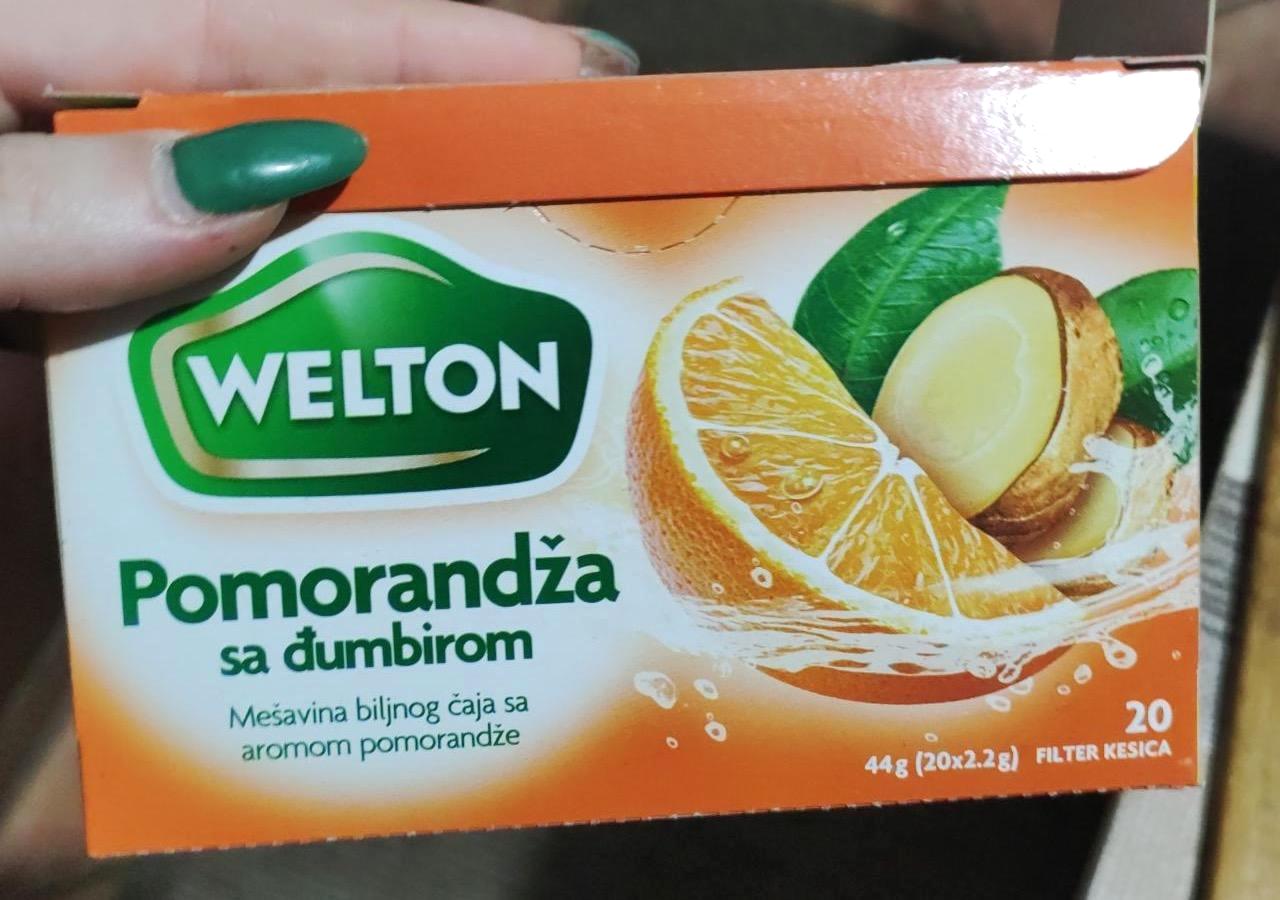 WELTON
Pomorandža
sa đumbirom
Mešavina biljnog čaja sa
aromom pomorandže
20
44g (20x2.2g) FILTER KESICA